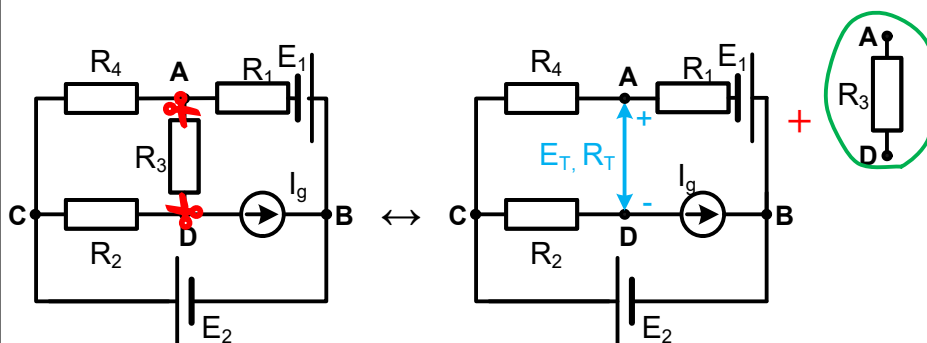 R4 A R1 E1
R3
C R2 D Ig B
E2
↔
R4 A R1 E1
+
ET, RT
-
C R2 D Ig B
E2
+
A
R3
D